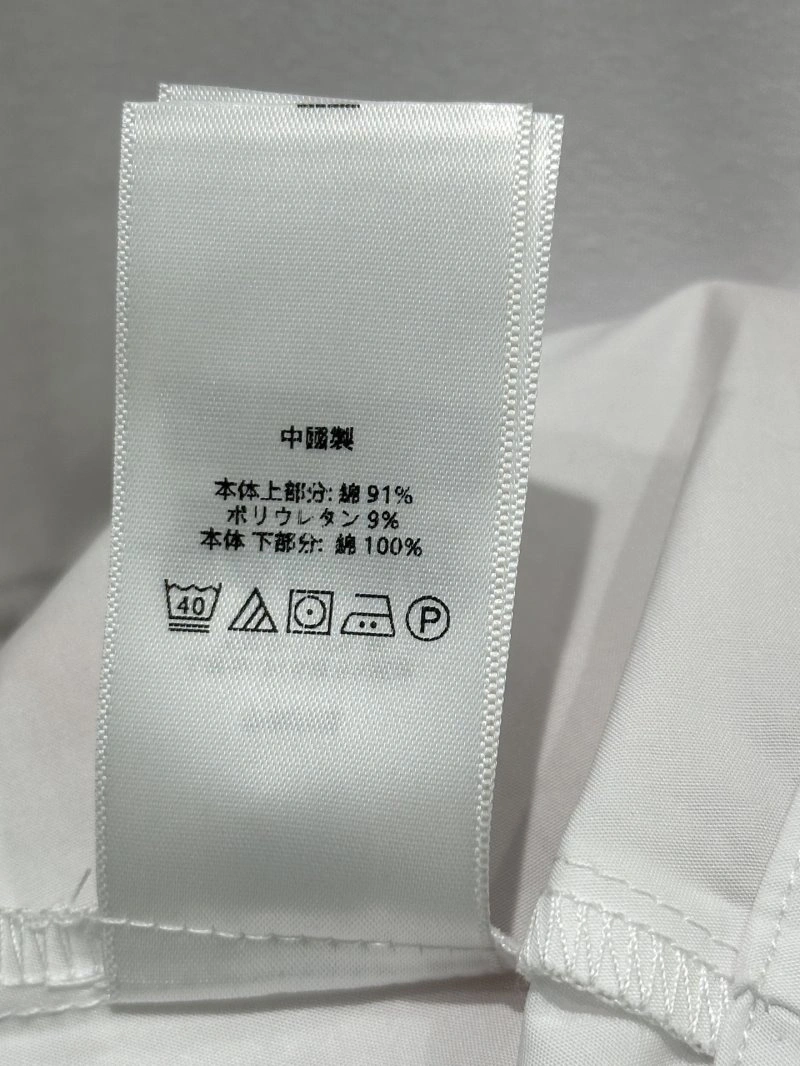 中國製
本体上部分: 綿 91%
ポリウレタン 9%
本体 下部分: 綿 100%
40
P